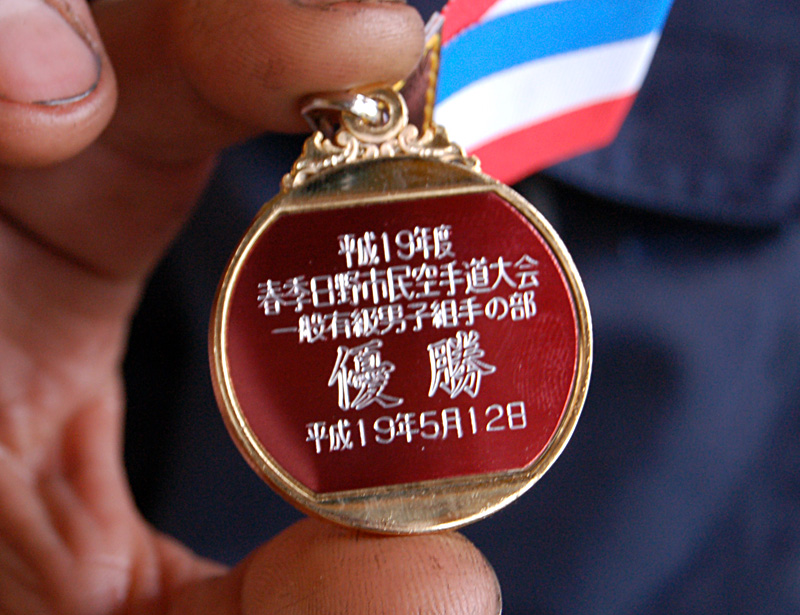 平成19年度
春季日野市民空手道大会
一般有級男子組手の部
優勝
平成19年5月12日